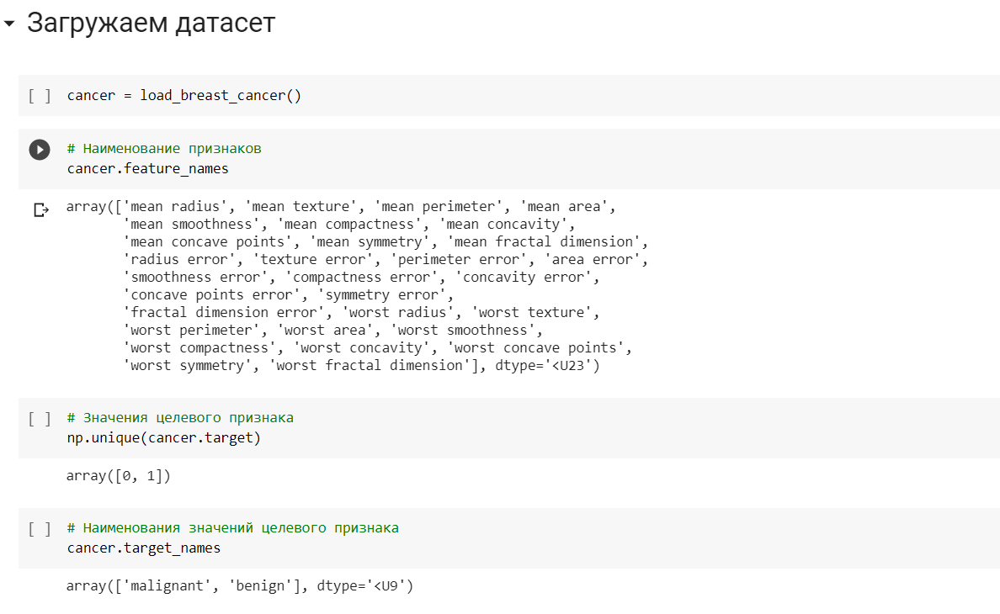 Загружаем датасет
[ ] cancer = load_breast_cancer()
# Наименование признаков
cancer.feature_names
array(['mean radius', 'mean texture', 'mean perimeter', 'mean area',
'mean smoothness', 'mean compactness', 'mean concavity',
'mean concave points', 'mean symmetry', 'mean fractal dimension',
'radius error', 'texture error', 'perimeter error', 'area error',
'smoothness error', 'compactness error', 'concavity error',
'concave points error', 'symmetry error',
'fractal dimension error', 'worst radius', 'worst texture',
'worst perimeter', 'worst area', 'worst smoothness',
'worst compactness', 'worst concavity', 'worst concave points',
'worst symmetry', 'worst fractal dimension'], dtype='<U23')
[ ] # Значения целевого признака
np.unique(cancer.target)
array([0, 1])
[ ] # Наименования значений целевого признака
cancer.target_names
array(['malignant', 'benign'], dtype='<U9')